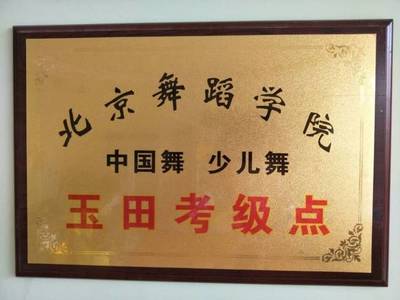 北京舞蹈学院
中国舞 少儿舞
玉田考级点